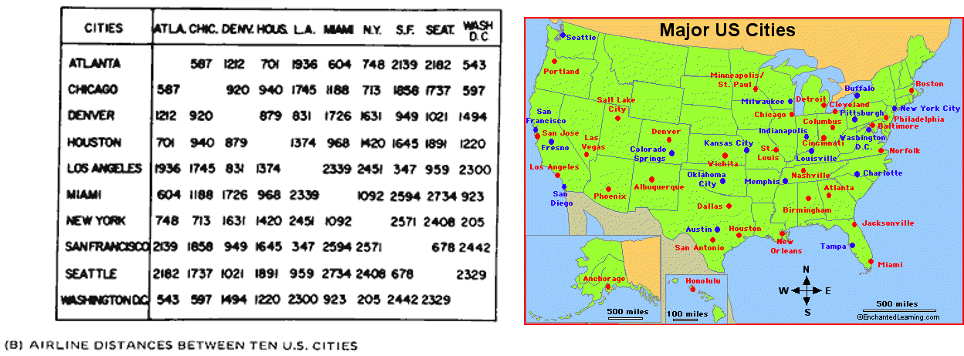 CITIES ATLA. CHIC. DENV. HOUS. L.A. MIAMI N.Y. S.F. SEAT. WASH D.C
ATLANTA 587 1212 701 1936 604 748 2139 2182 543
CHICAGO 587 920 940 1745 1188 713 1858 1737 597
DENVER 1212 920 879 831 1726 1631 949 1021 1494
HOUSTON 701 940 879 1374 968 1420 1645 1891 1220
LOS ANGELES 1936 1745 831 1374 2339 2451 347 959 2300
MIAMI 604 1188 1726 968 2339 1092 2594 2734 923
NEW YORK 748 713 1631 1420 2451 1092 2571 2408 205
SAN FRANCISCO 2139 1858 949 1645 347 2594 2571 678 2442
SEATTLE 2182 1737 1021 1891 959 2734 2408 678 2329
WASHINGTON D.C. 543 597 1494 1220 2300 923 205 2442 2329
(B) AIRLINE DISTANCES BETWEEN TEN U.S. CITIES
Major US Cities
Seattle
Portland
Minneapolis/
St. Paul
Boston
Buffalo
Salt Lake
City
Milwaukee
Detroit
Cleveland
New York City
San
Francisco
Chicago
Pittsburgh
Philadelphia
Columbus
Baltimore
San Jose
Las
Vegas
Denver
Indianapolis
Washington
D.C.
Fresno
Colorado
Springs
Kansas City
St.
Louis
Cincinnati
Louisville
Norfolk
Wichita
Los Angeles
Oklahoma
City
Nashville
Charlotte
San
Diego
Phoenix
Albuquerque
Memphis
Atlanta
Birmingham
Dallas
Jacksonville
Austin
Houston
San Antonio
New
Orleans
Tampa
Miami
Anchorage
500 miles
Honolulu
100 miles
N
W E
S
500 miles
©EnchantedLearning.com